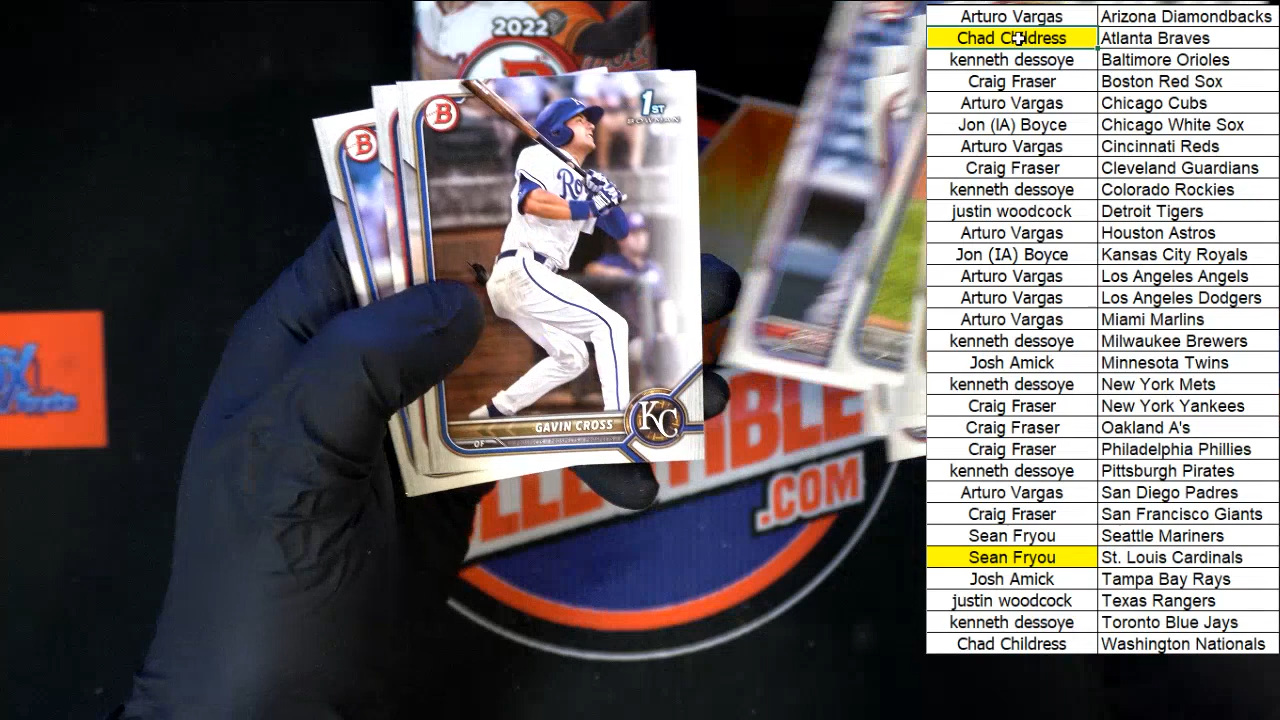 2022
B
B
1ST
BOWMAN
Ro
GAVIN CROSS
OF
KC
.COM
Arturo Vargas Arizona Diamondbacks
Chad Childress Atlanta Braves
kenneth dessoye Baltimore Orioles
Craig Fraser Boston Red Sox
Arturo Vargas Chicago Cubs
Jon (IA) Boyce Chicago White Sox
Arturo Vargas Cincinnati Reds
Craig Fraser Cleveland Guardians
kenneth dessoye Colorado Rockies
justin woodcock Detroit Tigers
Arturo Vargas Houston Astros
Jon (IA) Boyce Kansas City Royals
Arturo Vargas Los Angeles Angels
Arturo Vargas Los Angeles Dodgers
Arturo Vargas Miami Marlins
kenneth dessoye Milwaukee Brewers
Josh Amick Minnesota Twins
kenneth dessoye New York Mets
Craig Fraser New York Yankees
Craig Fraser Oakland A's
Craig Fraser Philadelphia Phillies
kenneth dessoye Pittsburgh Pirates
Arturo Vargas San Diego Padres
Craig Fraser San Francisco Giants
Sean Fryou Seattle Mariners
Sean Fryou St. Louis Cardinals
Josh Amick Tampa Bay Rays
justin woodcock Texas Rangers
kenneth dessoye Toronto Blue Jays
Chad Childress Washington Nationals